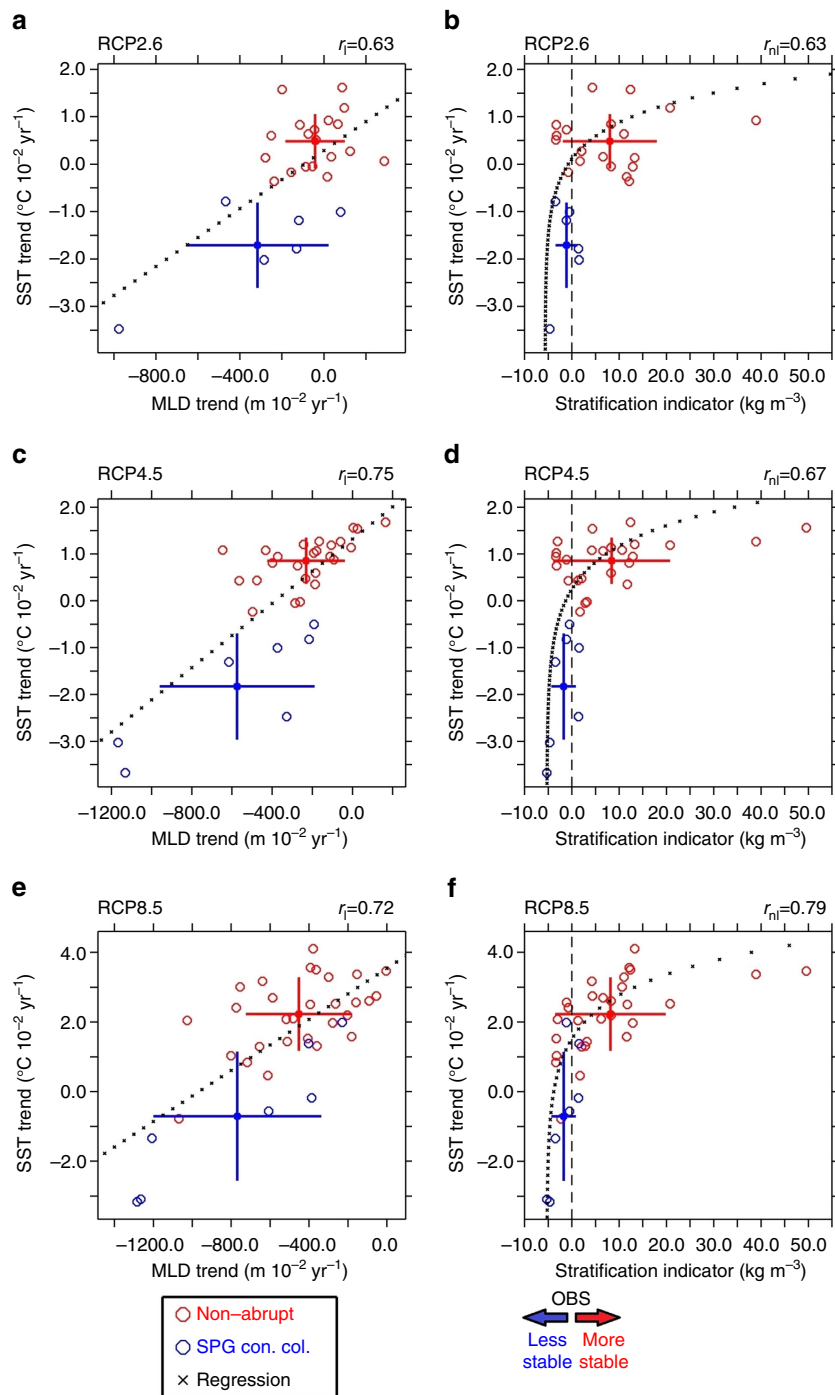 a
RCP2.6 rl=0.63
2.0
1.0
0.0
−1.0
−2.0
−3.0
SST trend (°C 10−2 yr−1)
−800.0 −400.0 0.0
MLD trend (m 10−2 yr−1)
b
RCP2.6 rnl=0.63
2.0
1.0
0.0
−1.0
−2.0
−3.0
SST trend (°C 10−2 yr−1)
−10.0 0.0 10.0 20.0 30.0 40.0 50.0
Stratification indicator (kg m−3)
c
RCP4.5 rl=0.75
2.0
1.0
0.0
−1.0
−2.0
−3.0
SST trend (°C 10−2 yr−1)
−1200.0 −800.0 −400.0 0.0
MLD trend (m 10−2 yr−1)
d
RCP4.5 rnl=0.67
2.0
1.0
0.0
−1.0
−2.0
−3.0
SST trend (°C 10−2 yr−1)
−10.0 0.0 10.0 20.0 30.0 40.0 50.0
Stratification indicator (kg m−3)
e
RCP8.5 rl=0.72
4.0
2.0
0.0
−2.0
SST trend (°C 10−2 yr−1)
−1200.0 −800.0 −400.0 0.0
MLD trend (m 10−2 yr−1)
f
RCP8.5 rnl=0.79
4.0
2.0
0.0
−2.0
SST trend (°C 10−2 yr−1)
−10.0 0.0 10.0 20.0 30.0 40.0 50.0
Stratification indicator (kg m−3)
Non–abrupt
SPG con. col.
Regression
OBS
Less
stable
More
stable